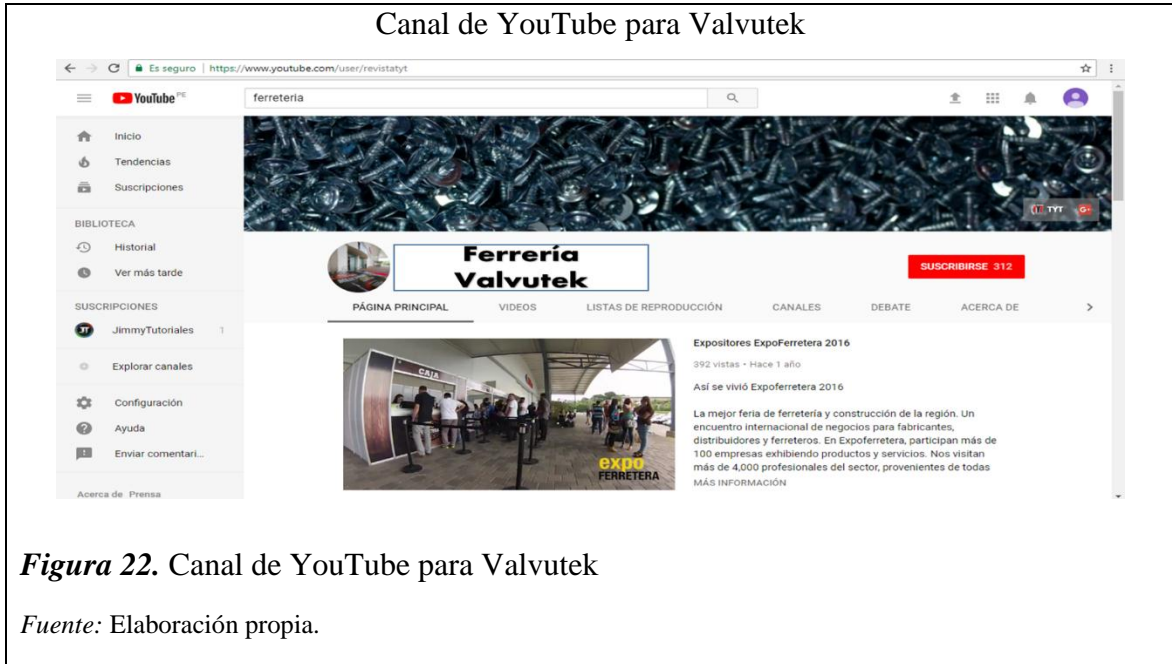 Canal de YouTube para Valvutek
Es seguro | https://www.youtube.com/user/revistatyt
YouTube PE
ferreteria
Inicio
Tendencias
Suscripciones
BIBLIOTECA
Historial
Ver más tarde
SUSCRIPCIONES
JT JimmyTutoriales 1
Explorar canales
Configuración
Ayuda
Enviar comentari...
Acerca de Prensa
TYT G+
Ferrería
Valvutek
SUSCRIBIRSE 312
PÁGINA PRINCIPAL VIDEOS LISTAS DE REPRODUCCIÓN CANALES DEBATE ACERCA DE
CAJA
expo
FERRETERA
Expositores ExpoFerretera 2016
392 vistas • Hace 1 año
Así se vivió Expoferretera 2016
La mejor feria de ferretería y construcción de la región. Un
encuentro internacional de negocios para fabricantes,
distribuidores y ferreteros. En Expoferretera, participan más de
100 empresas exhibiendo productos y servicios. Nos visitan
más de 4,000 profesionales del sector, provenientes de todas
MÁS INFORMACIÓN
Figura 22. Canal de YouTube para Valvutek
Fuente: Elaboración propia.